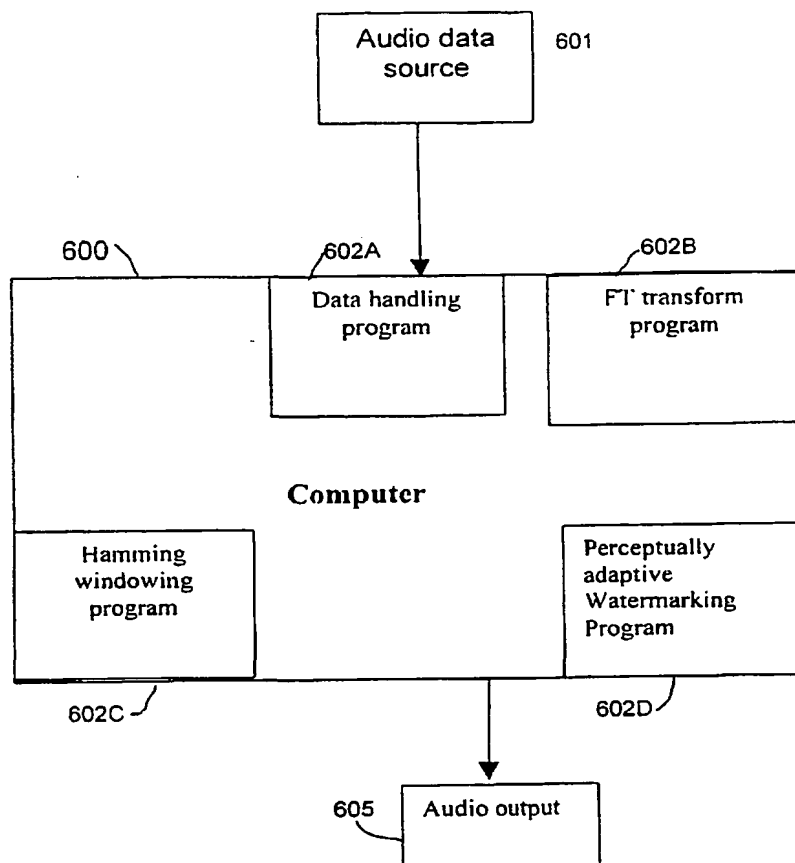 Audio data
source
601
600
602A
602B
Data handling
program
FT transform
program
Computer
Hamming
windowing
program
Perceptually
adaptive
Watermarking
Program
602C
602D
605
Audio output